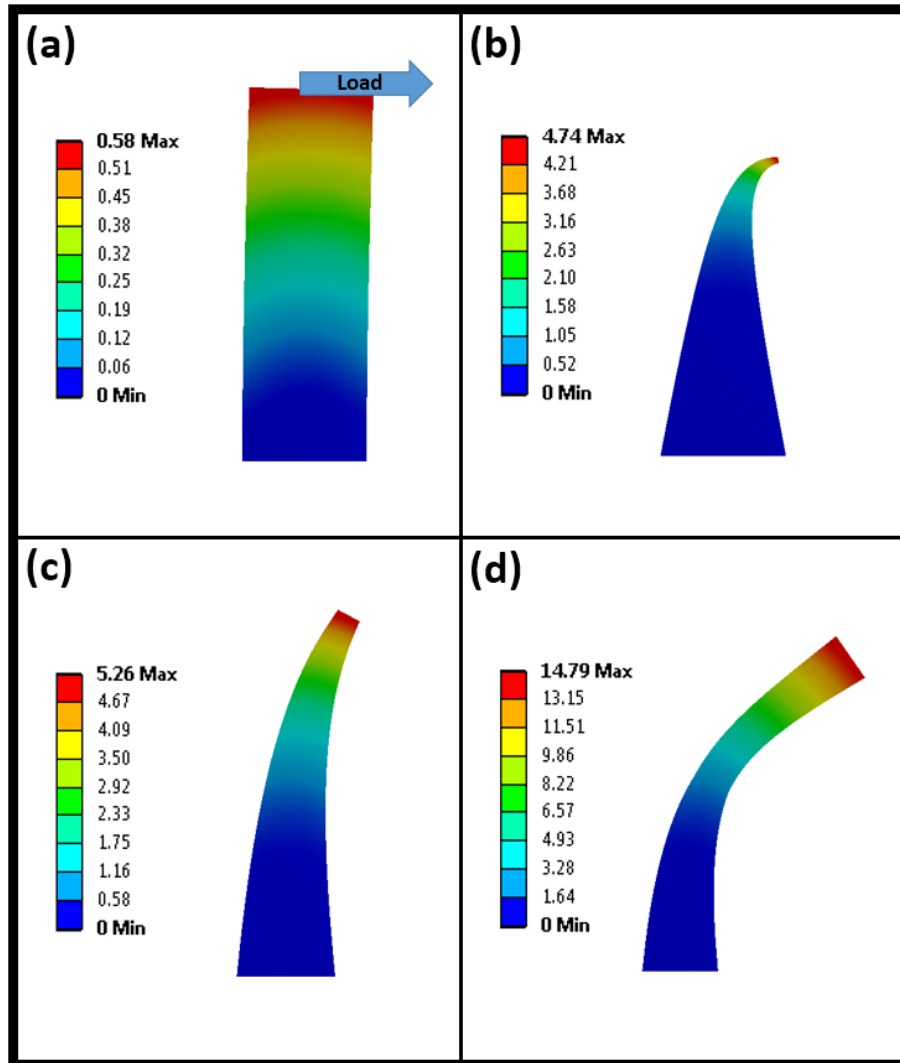 (a)
Load
0.58 Max
0.51
0.45
0.38
0.32
0.25
0.19
0.12
0.06
0 Min
(b)
4.74 Max
4.21
3.68
3.16
2.63
2.10
1.58
1.05
0.52
0 Min
(c)
5.26 Max
4.67
4.09
3.50
2.92
2.33
1.75
1.16
0.58
0 Min
(d)
14.79 Max
13.15
11.51
9.86
8.22
6.57
4.93
3.28
1.64
0 Min